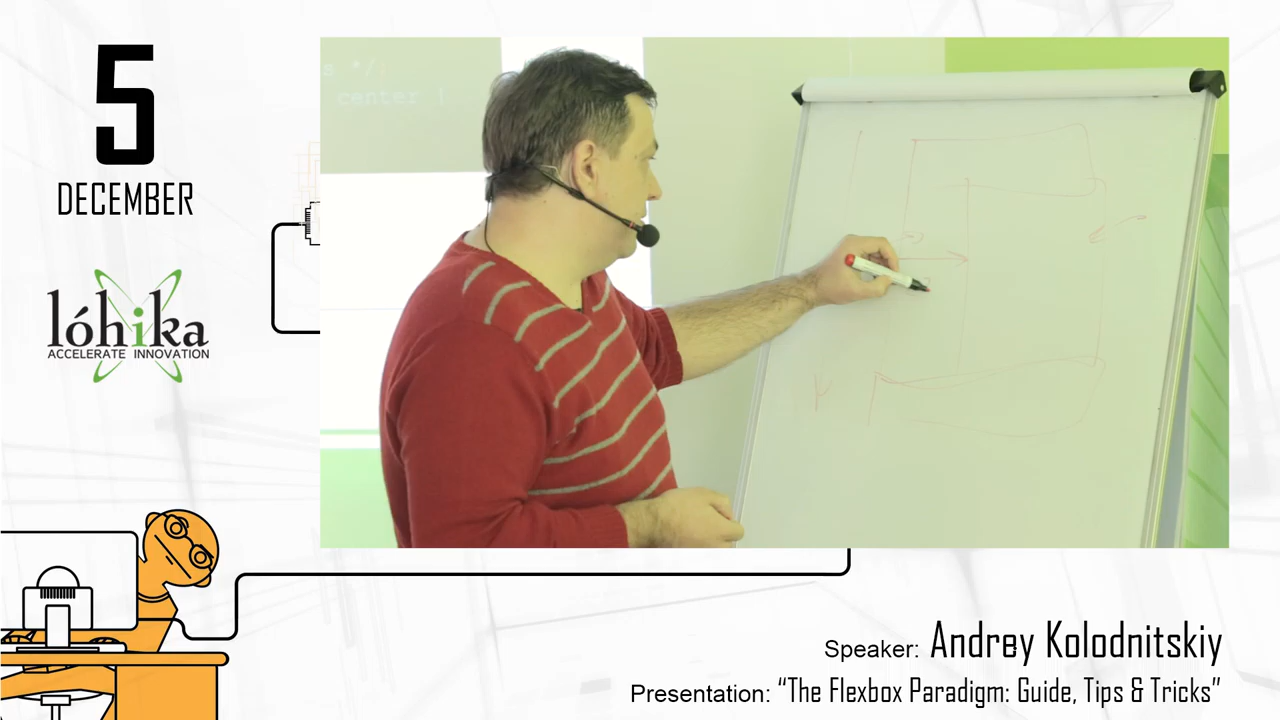 5
DECEMBER
lóhika
ACCELERATE INNOVATION
s */;
center !
Speaker: Andrey Kolodnitskiy
Presentation: “The Flexbox Paradigm: Guide, Tips & Tricks”